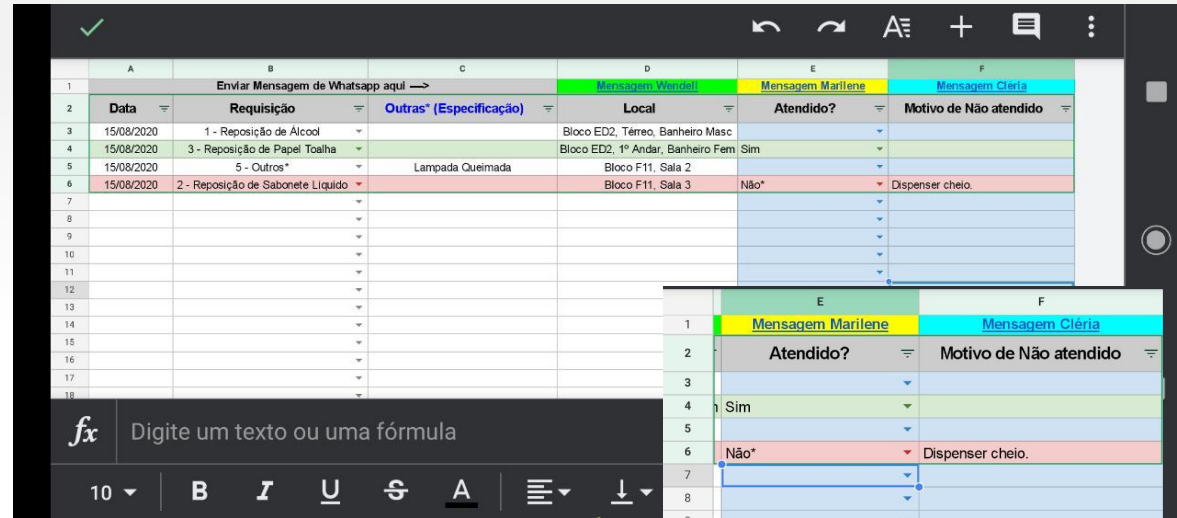 A B C D E F
1 Enviar Mensagem de Whatsapp aqui —> Mensagem Wendell Mensagem Marilene Mensagem Cléria
2 Data Requisição Outras* (Especificação) Local Atendido? Motivo de Não atendido
3 15/08/2020 1 - Reposição de Álcool Bloco ED2, Térreo, Banheiro Masc
4 15/08/2020 3 - Reposição de Papel Toalha Bloco ED2, 1º Andar, Banheiro Fem Sim
5 15/08/2020 5 - Outros* Lampada Queimada Bloco F11, Sala 2
6 15/08/2020 2 - Reposição de Sabonete Líquido Bloco F11, Sala 3 Não* Dispenser cheio.
7
8
9
10
11
12
13
14
15
16
17
18
fx Digite um texto ou uma fórmula
10 B I U S A
E F
1 Mensagem Marilene Mensagem Cléria
2 Atendido? Motivo de Não atendido
3
4 Sim
5
6 Não* Dispenser cheio.
7
8